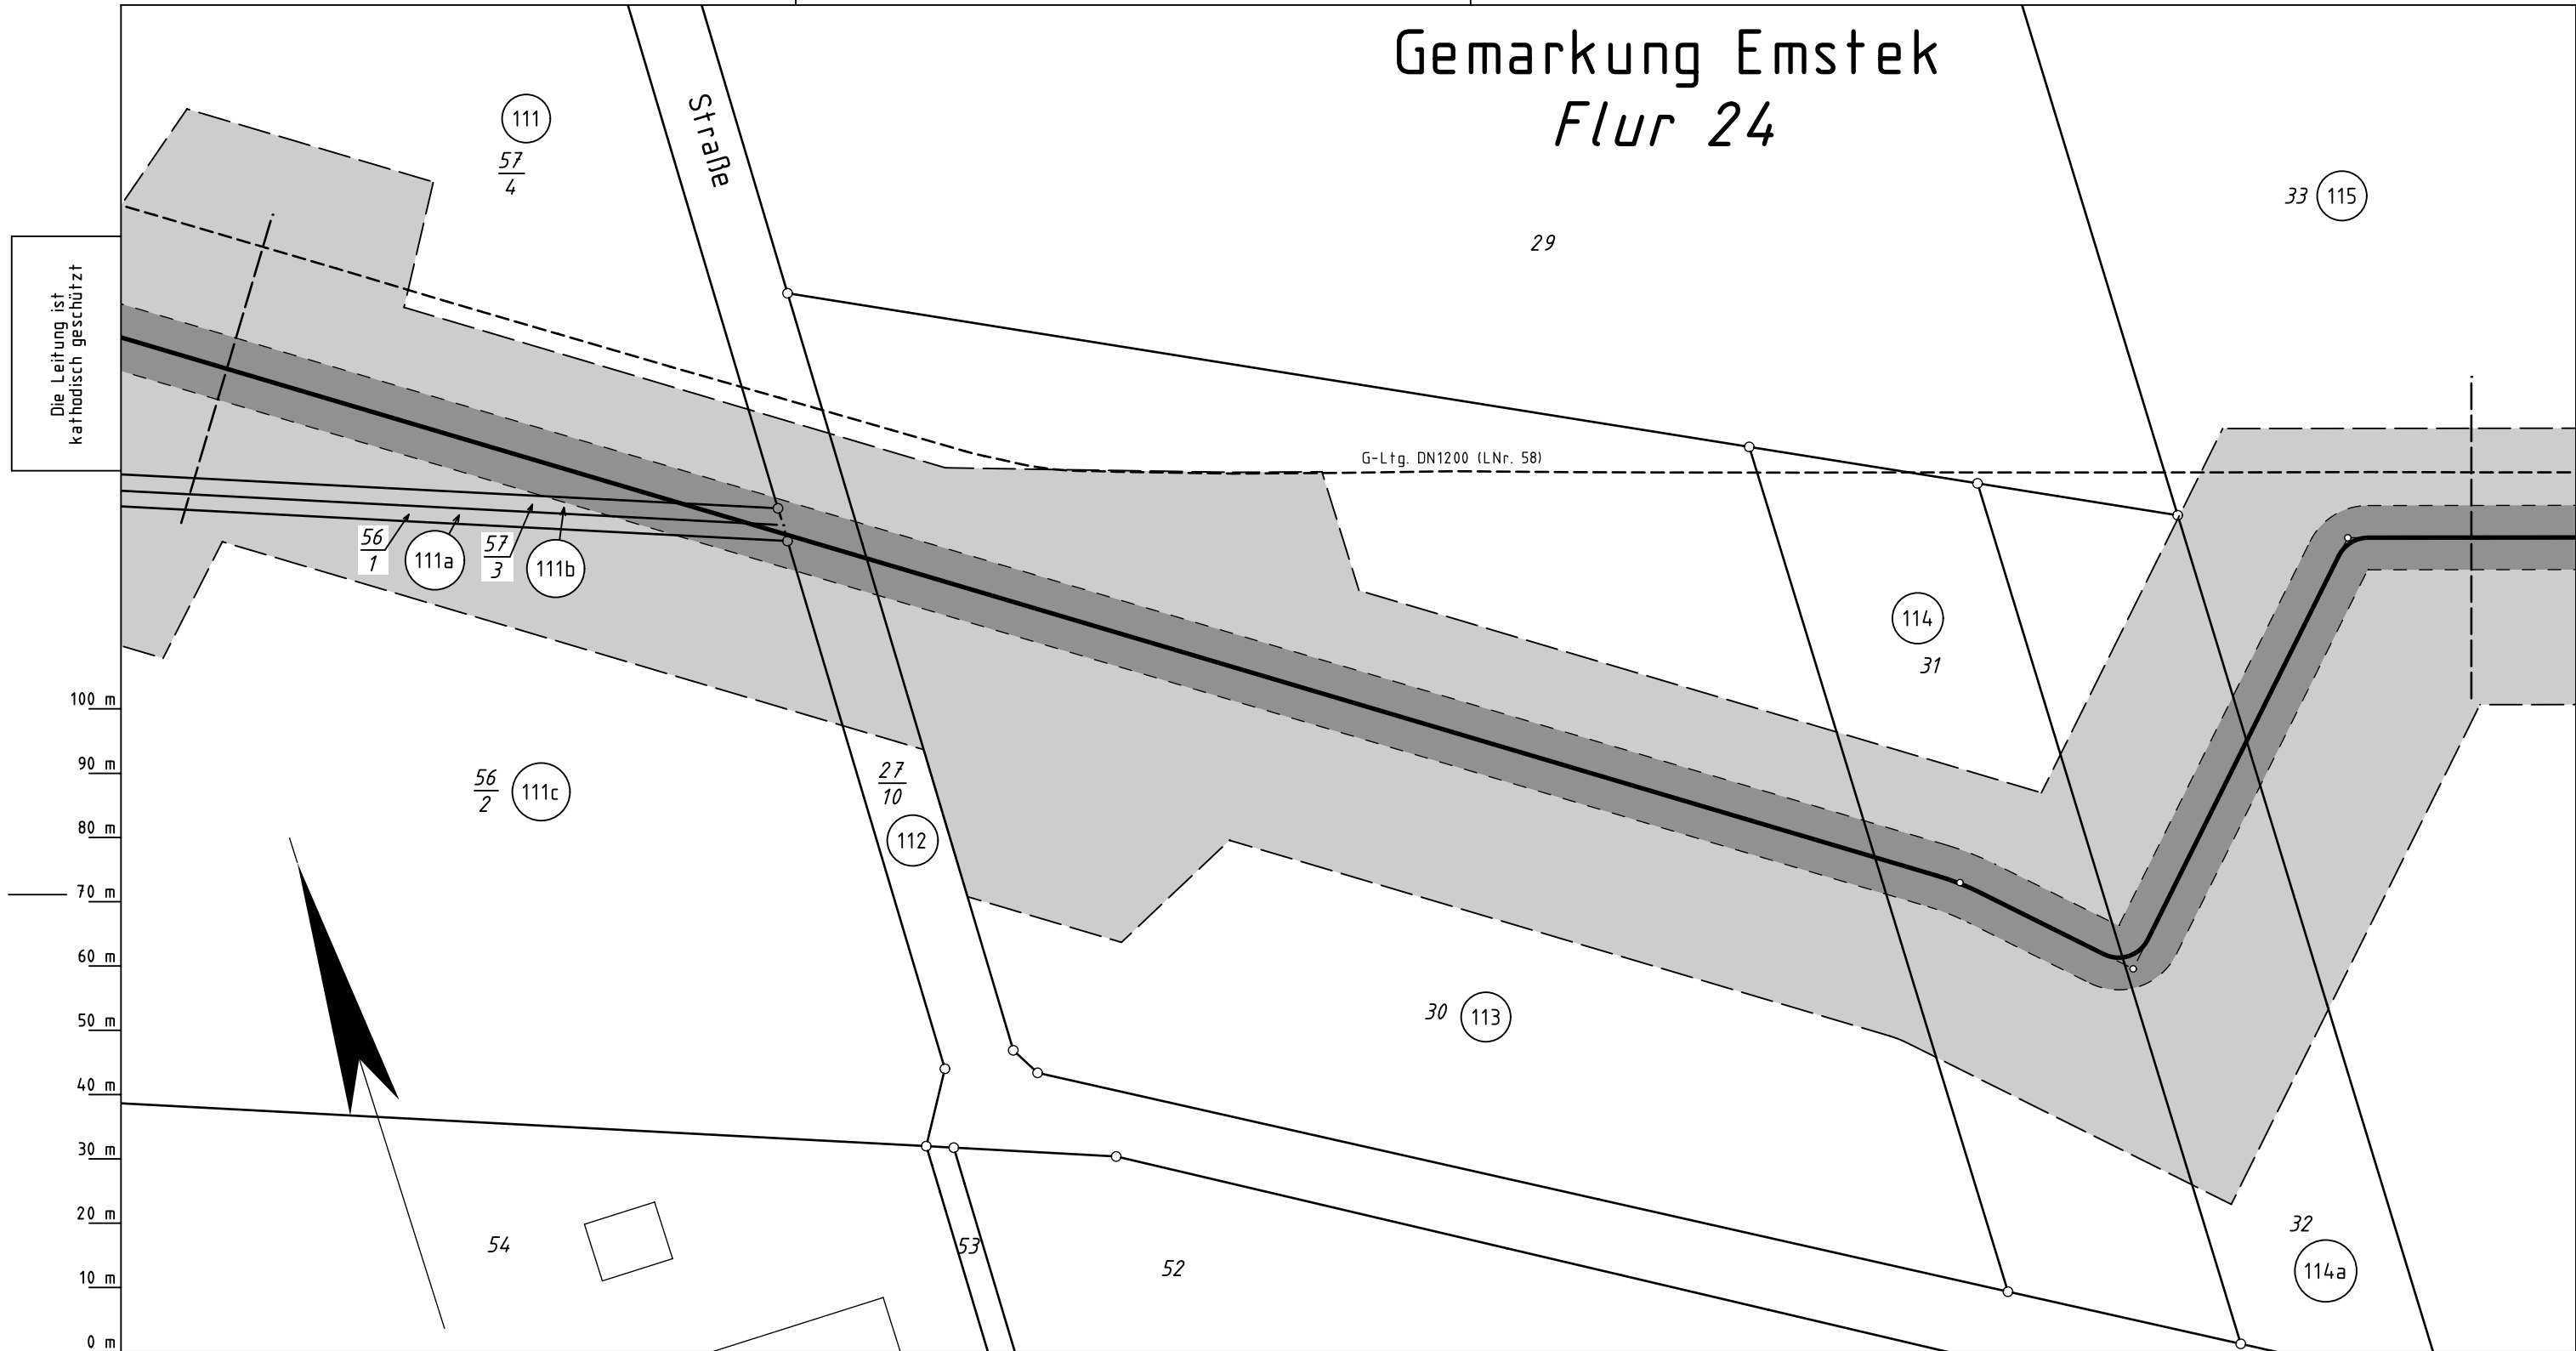 Gemarkung Emstek
Flur 24
Straße
111
57
4
33 115
29
Die Leitung ist
kathodisch geschützt
G-Ltg. DN1200 (LNr. 58)
56
1
111a
57
3
111b
114
31
100 m
90 m
80 m
70 m
60 m
50 m
40 m
30 m
20 m
10 m
0 m
56
2
111c
27
10
112
30 113
32
114a
54
53
52